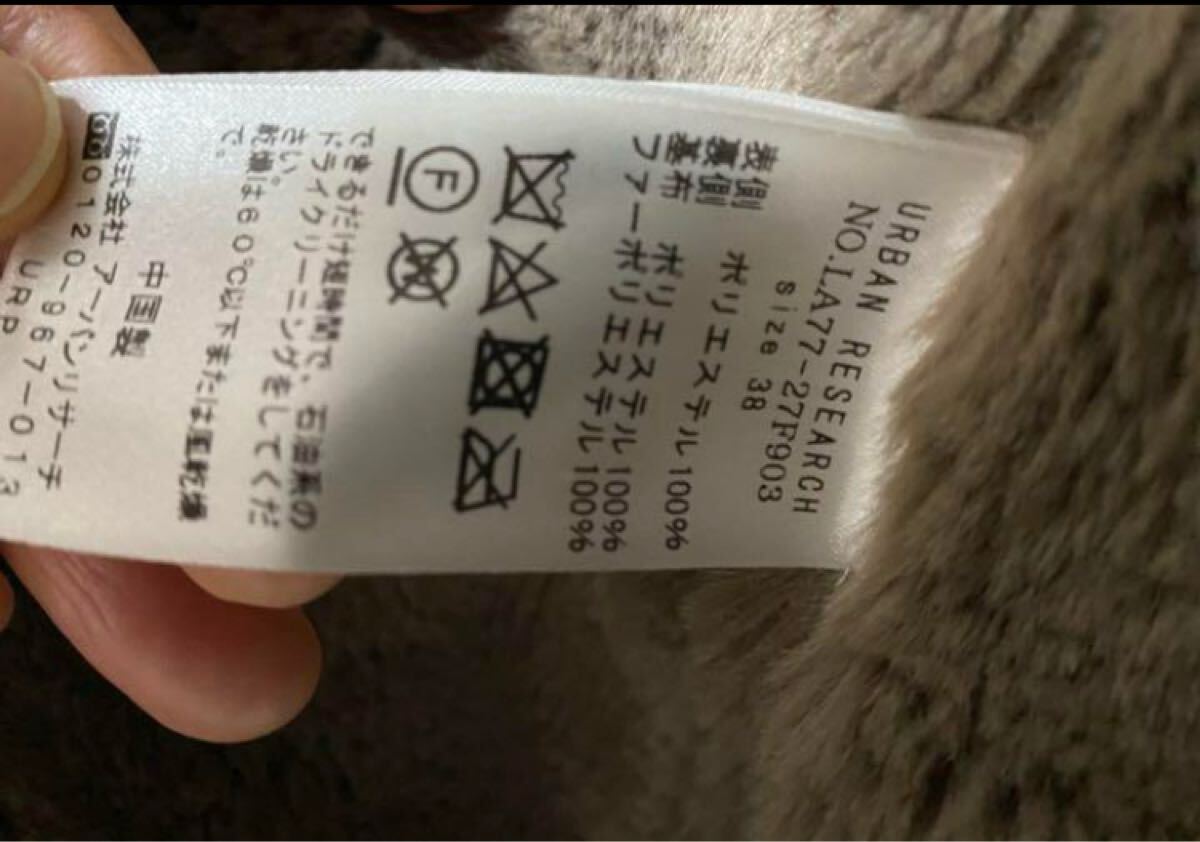 URBAN RESEARCH
NO.LA77-27F903
size 38
表側 ポリエステル100%
裏側
基布 ポリエステル100%
ファー ポリエステル100%
F
W
できるだけ短時間で、石油系の
ドライクリーニングをしてくだ
さい。
乾燥は60℃以下または風乾燥
で。
中国製
株式会社 アーバンリサーチ
0120-967-013
URP